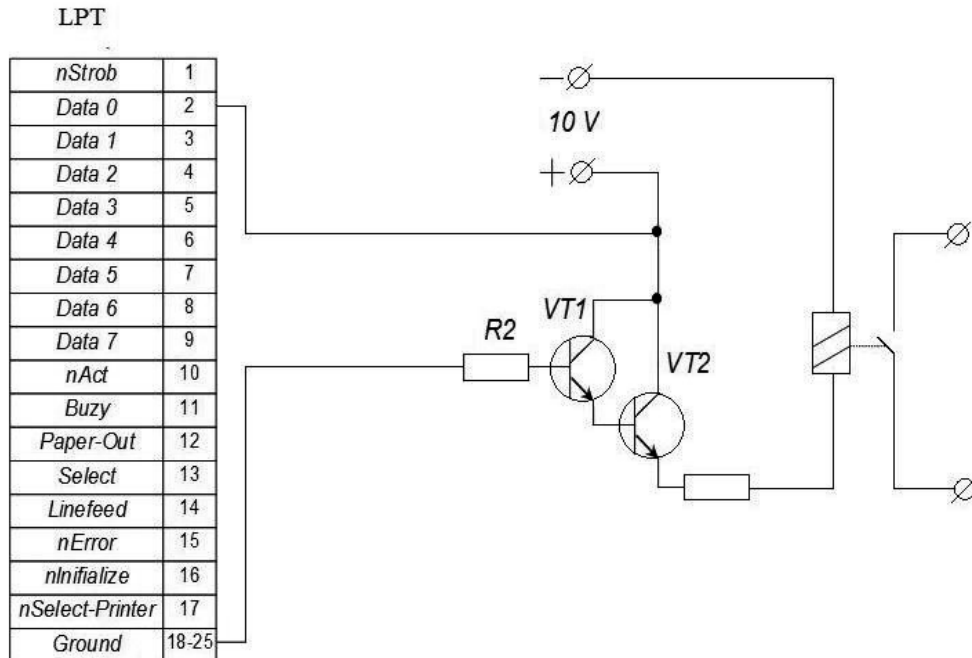 LPT
nStrob 1
Data 0 2
Data 1 3
Data 2 4
Data 3 5
Data 4 6
Data 5 7
Data 6 8
Data 7 9
nAct 10
Buzy 11
Paper-Out 12
Select 13
Linefeed 14
nError 15
nInifialize 16
nSelect-Printer 17
Ground 18-25
−
10 V
+
VT1
R2
VT2